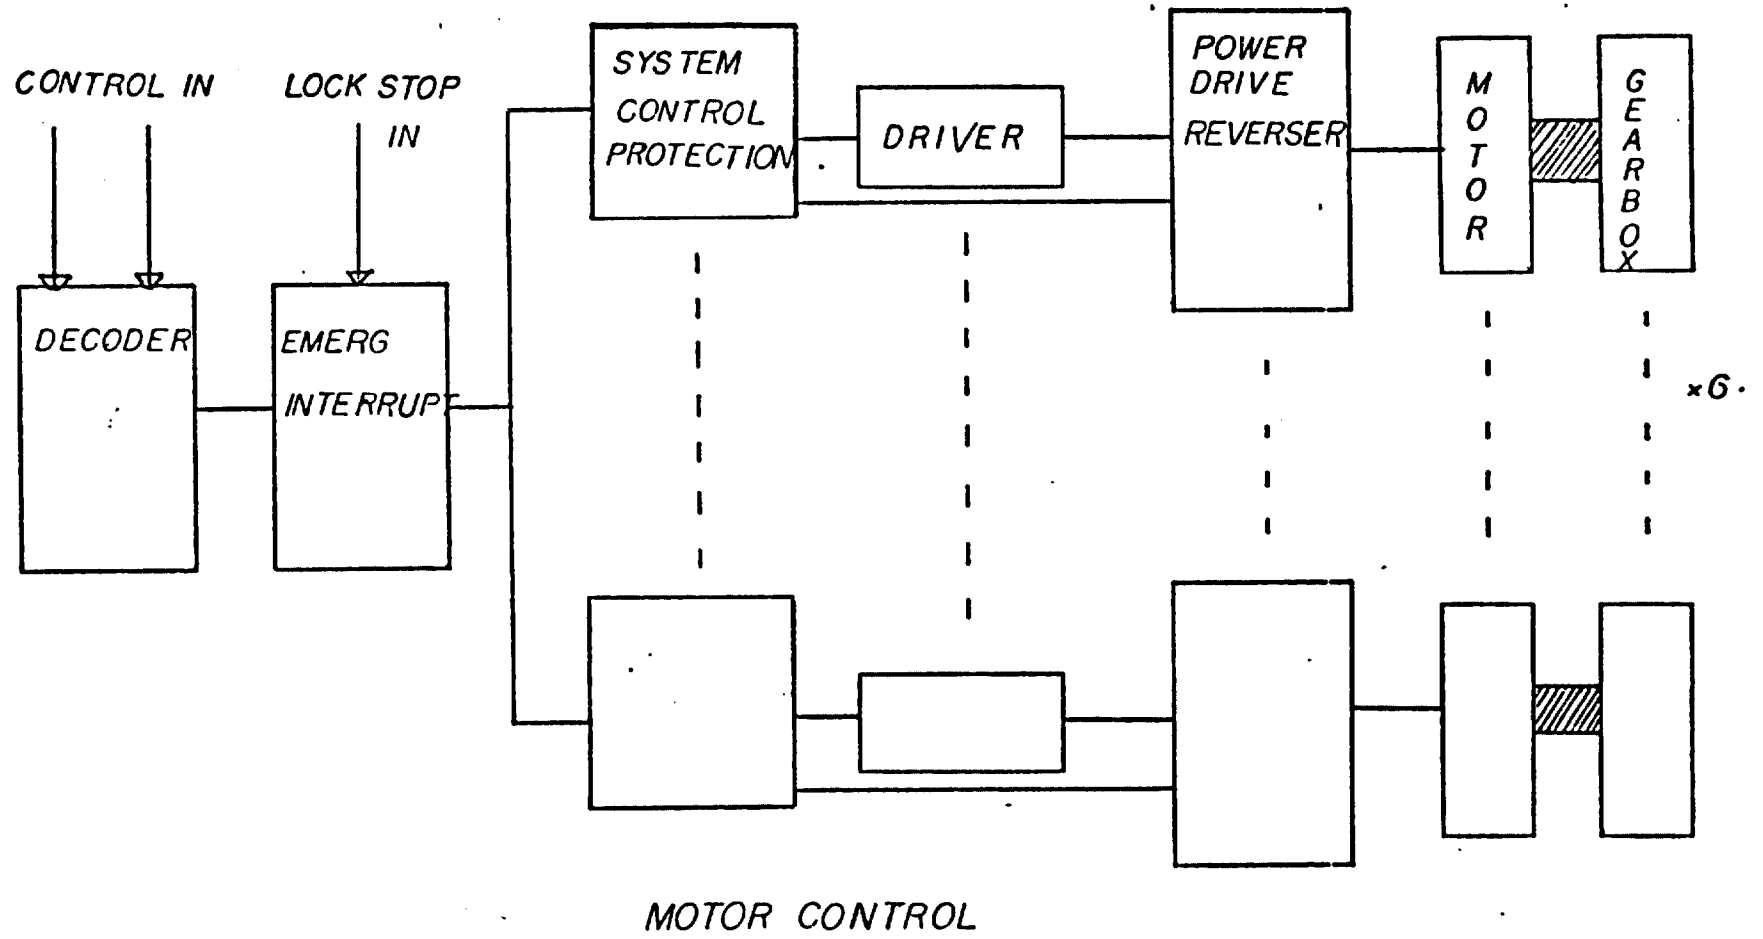 CONTROL IN
LOCK STOP
IN
DECODER
EMERG
INTERRUPT
SYSTEM
CONTROL
PROTECTION
DRIVER
POWER
DRIVE
REVERSER
MOTOR
GEARBOX
×6.
MOTOR CONTROL